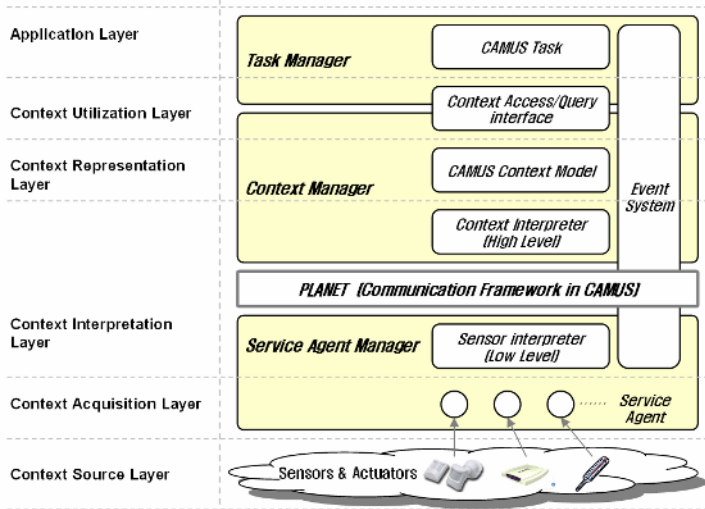 Application Layer
Task Manager
CAMUS Task
Context Utilization Layer
Context Access/Query
interface
Context Representation
Layer
Context Manager
CAMUS Context Model
Event
System
Context Interpreter
(High Level)
PLANET (Communication Framework in CAMUS)
Context Interpretation
Layer
Service Agent Manager
Sensor interpreter
(Low Level)
Context Acquisition Layer
Service
Agent
Context Source Layer
Sensors & Actuators